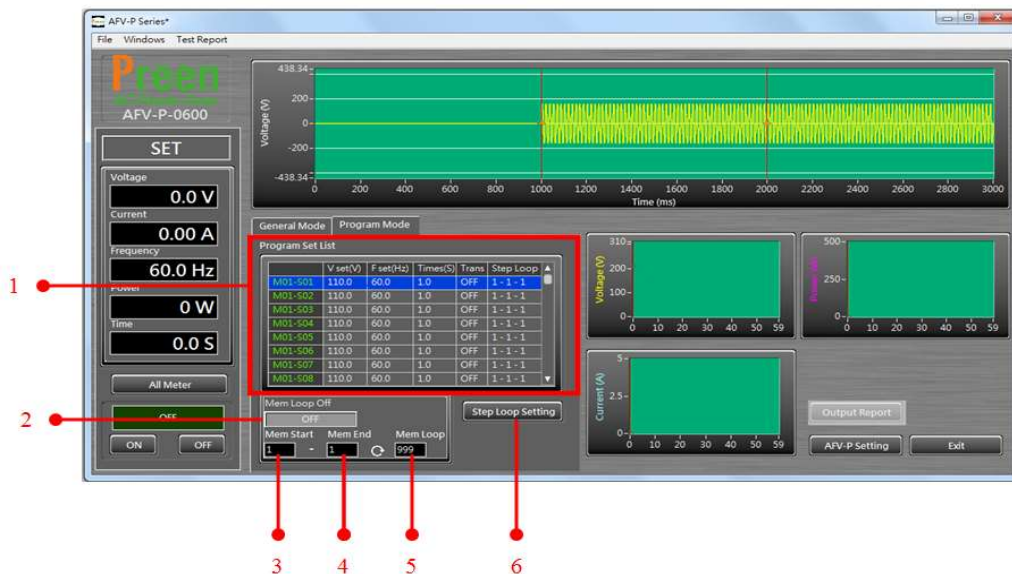 AFV-P Series*
File Windows Test Report
Preen
AFV-P-0600
SET
Voltage
0.0 V
Current
0.00 A
Frequency
60.0 Hz
Power
0 W
Time
0.0 S
All Meter
OFF
ON OFF
438.34
200
0
-200
-438.34
Voltage (V)
0 200 400 600 800 1000 1200 1400 1600 1800 2000 2200 2400 2600 2800 3000
Time (ms)
General Mode Program Mode
Program Set List
V set(V) F set(Hz) Times(S) Trans Step Loop
M01-S01 110.0 60.0 1.0 OFF 1 - 1 - 1
M01-S02 110.0 60.0 1.0 OFF 1 - 1 - 1
M01-S03 110.0 60.0 1.0 OFF 1 - 1 - 1
M01-S04 110.0 60.0 1.0 OFF 1 - 1 - 1
M01-S05 110.0 60.0 1.0 OFF 1 - 1 - 1
M01-S06 110.0 60.0 1.0 OFF 1 - 1 - 1
M01-S07 110.0 60.0 1.0 OFF 1 - 1 - 1
M01-S08 110.0 60.0 1.0 OFF 1 - 1 - 1
Mem Loop Off
OFF
Mem Start Mem End Mem Loop
1 - 1 999
Step Loop Setting
310
200
100
0
Voltage (V)
0 10 20 30 40 50 59
500
250
0
Power (W)
0 10 20 30 40 50 59
5
2.5
0
Current (A)
0 10 20 30 40 50 59
Output Report
AFV-P Setting Exit
1
2
3
4
5
6